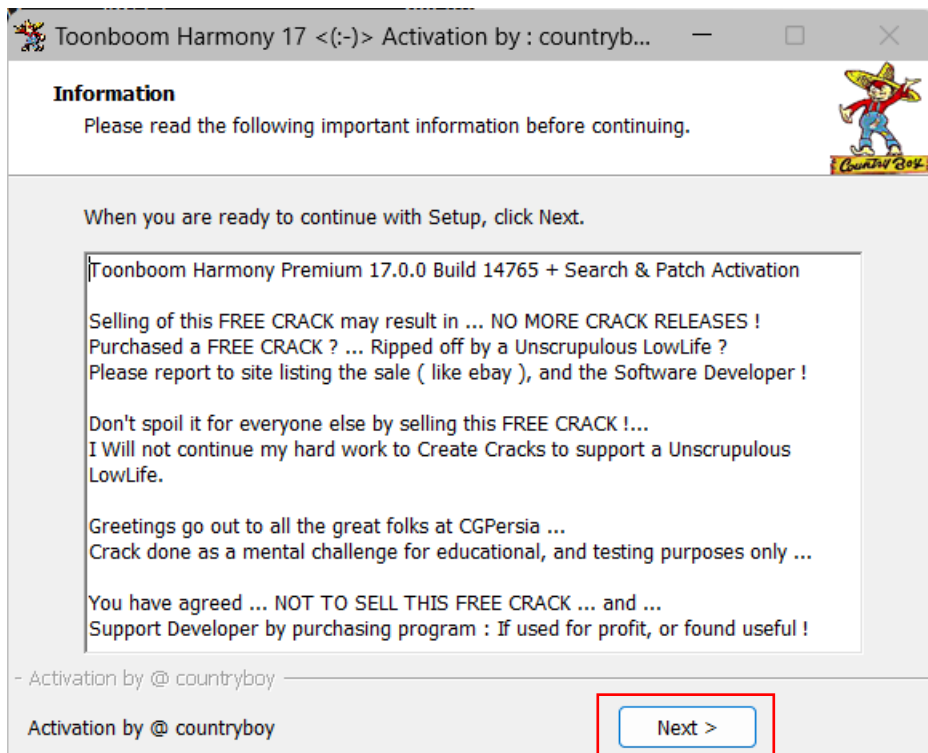 Toonboom Harmony 17 <(:-)> Activation by : countryb...
Information
Please read the following important information before continuing.
Country Boy
When you are ready to continue with Setup, click Next.
Toonboom Harmony Premium 17.0.0 Build 14765 + Search & Patch Activation
Selling of this FREE CRACK may result in ... NO MORE CRACK RELEASES !
Purchased a FREE CRACK ? ... Ripped off by a Unscrupulous LowLife ?
Please report to site listing the sale ( like ebay ), and the Software Developer !
Don't spoil it for everyone else by selling this FREE CRACK !...
I Will not continue my hard work to Create Cracks to support a Unscrupulous
LowLife.
Greetings go out to all the great folks at CGPersia ...
Crack done as a mental challenge for educational, and testing purposes only ...
You have agreed ... NOT TO SELL THIS FREE CRACK ... and ...
Support Developer by purchasing program : If used for profit, or found useful !
- Activation by @ countryboy
Activation by @ countryboy
Next >